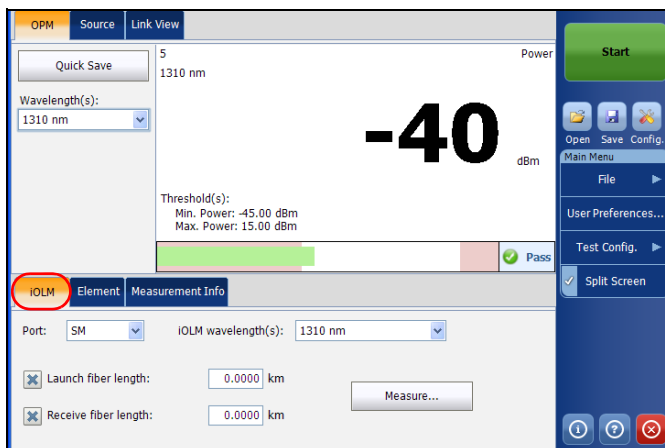 OPM Source Link View
Quick Save
Wavelength(s):
1310 nm
5 Power
1310 nm
-40
dBm
Threshold(s):
Min. Power: -45.00 dBm
Max. Power: 15.00 dBm
Pass
iOLM Element Measurement Info
Port: SM iOLM wavelength(s): 1310 nm
Launch fiber length: 0.0000 km
Measure...
Receive fiber length: 0.0000 km
Start
Open Save Config.
Main Menu
File
User Preferences...
Test Config.
Split Screen